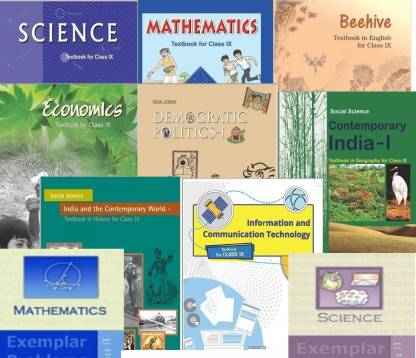 SCIENCE
Textbook for Class IX
MATHEMATICS
Textbook for Class IX
Beehive
Textbook in English
for Class IX
Economics
Textbook for Class IX
SOCIAL SCIENCE
DEMOCRATIC
POLITICS-I
Social Science
Contemporary
India-I
Textbook in Geography for Class IX
Social Science
India and the Contemporary World –
Textbook in History for Class IX
Information and
Communication Technology
Textbook
for CLASS IX
MATHEMATICS
Exemplar
SCIENCE
Exemplar